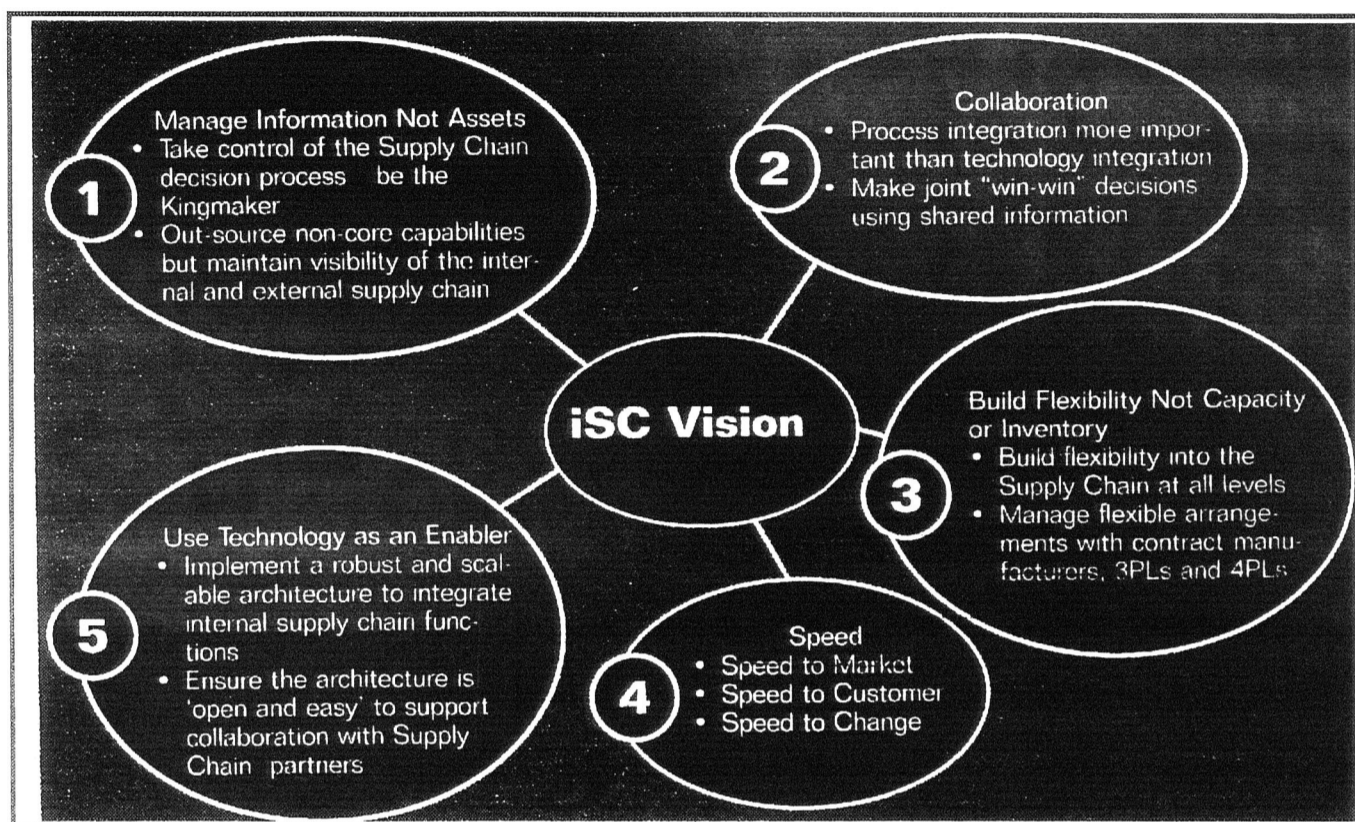 1
Manage Information Not Assets
• Take control of the Supply Chain
decision process be the
Kingmaker
• Out-source non-core capabilities
but maintain visibility of the inter-
nal and external supply chain
2
Collaboration
• Process integration more impor-
tant than technology integration
• Make joint "win-win" decisions
using shared information
iSC Vision
3
Build Flexibility Not Capacity
or Inventory
• Build flexibility into the
Supply Chain at all levels
• Manage flexible arrange-
ments with contract manu-
facturers, 3PLs and 4PLs
4
Speed
• Speed to Market
• Speed to Customer
• Speed to Change
5
Use Technology as an Enabler
• Implement a robust and scal-
able architecture to integrate
internal supply chain func-
tions
• Ensure the architecture is
'open and easy' to support
collaboration with Supply
Chain partners